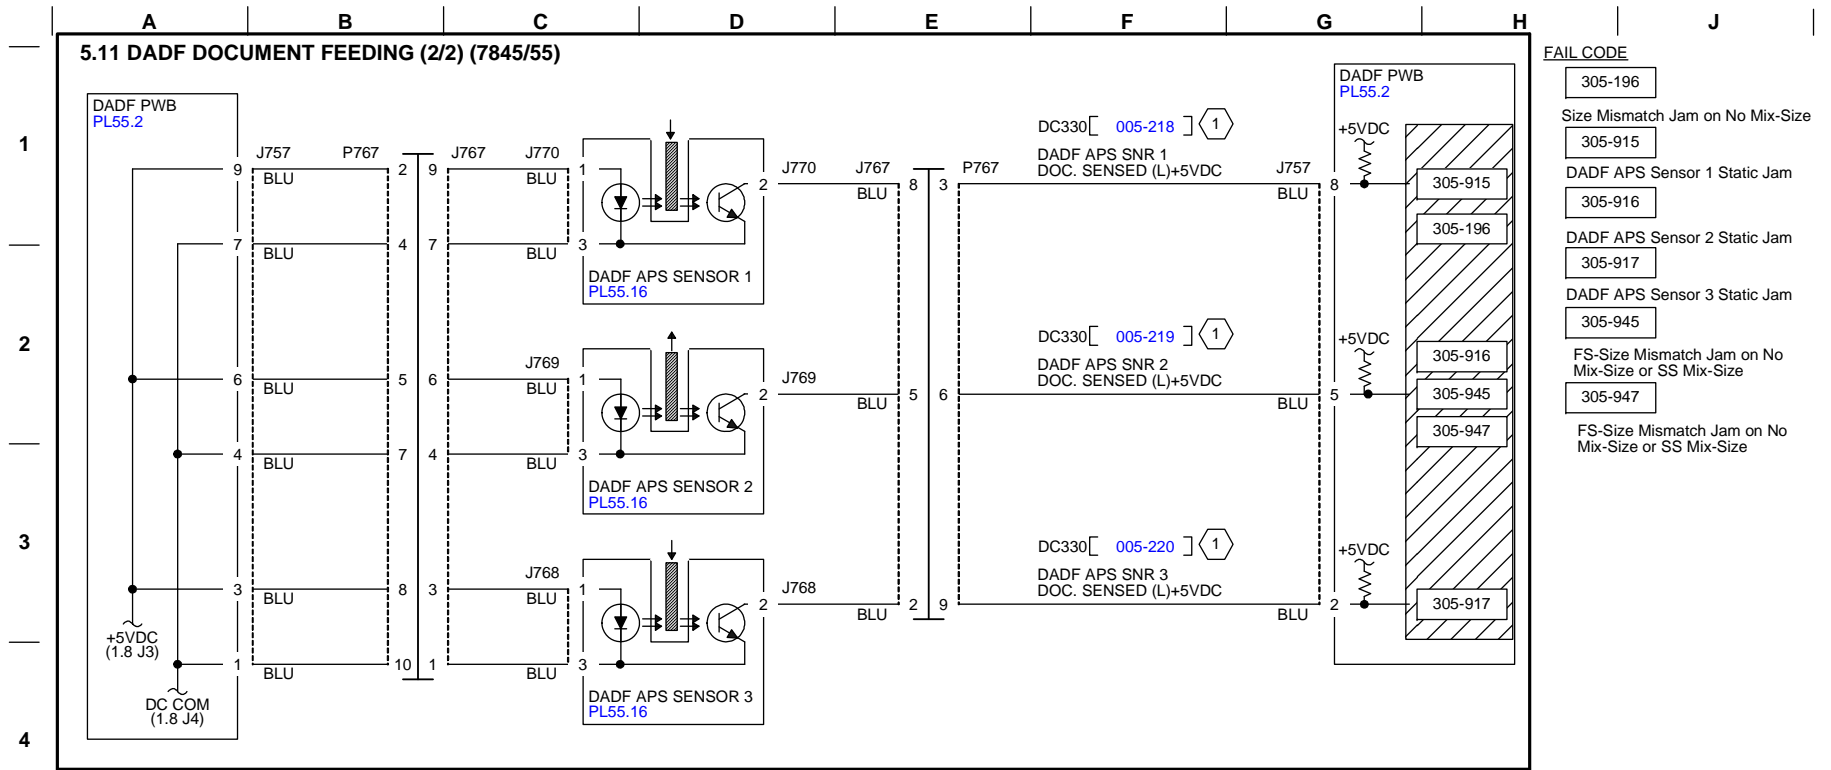 A B C D E F G H J
5.11 DADF DOCUMENT FEEDING (2/2) (7845/55)
FAIL CODE
305-196
Size Mismatch Jam on No Mix-Size
305-915
DADF APS Sensor 1 Static Jam
305-916
DADF APS Sensor 2 Static Jam
305-917
DADF APS Sensor 3 Static Jam
305-945
FS-Size Mismatch Jam on No
Mix-Size or SS Mix-Size
305-947
FS-Size Mismatch Jam on No
Mix-Size or SS Mix-Size
DADF PWB
PL55.2
DADF PWB
PL55.2
1
DC330[ 005-218 ] 1
+5VDC
DADF APS SNR 1
DOC. SENSED (L)+5VDC
J757 P767 J767 J770
9 BLU 2 9 BLU 1
2 J770 J767 8 3 P767 J757 8
BLU BLU
305-915
305-196
7 BLU 4 7 BLU 3
DADF APS SENSOR 1
PL55.16
2
DC330[ 005-219 ] 1
+5VDC
DADF APS SNR 2
DOC. SENSED (L)+5VDC
305-916
J769
6 BLU 5 6 BLU 1
2 J769 BLU 5 6 BLU 5
305-945
305-947
4 BLU 7 4 BLU 3
DADF APS SENSOR 2
PL55.16
3
DC330[ 005-220 ] 1
+5VDC
DADF APS SNR 3
DOC. SENSED (L)+5VDC
J768
3 BLU 8 3 BLU 1
2 J768 BLU 2 9 BLU 2
305-917
+5VDC
(1.8 J3)
1 BLU 10 1 BLU 3
DADF APS SENSOR 3
PL55.16
DC COM
(1.8 J4)
4